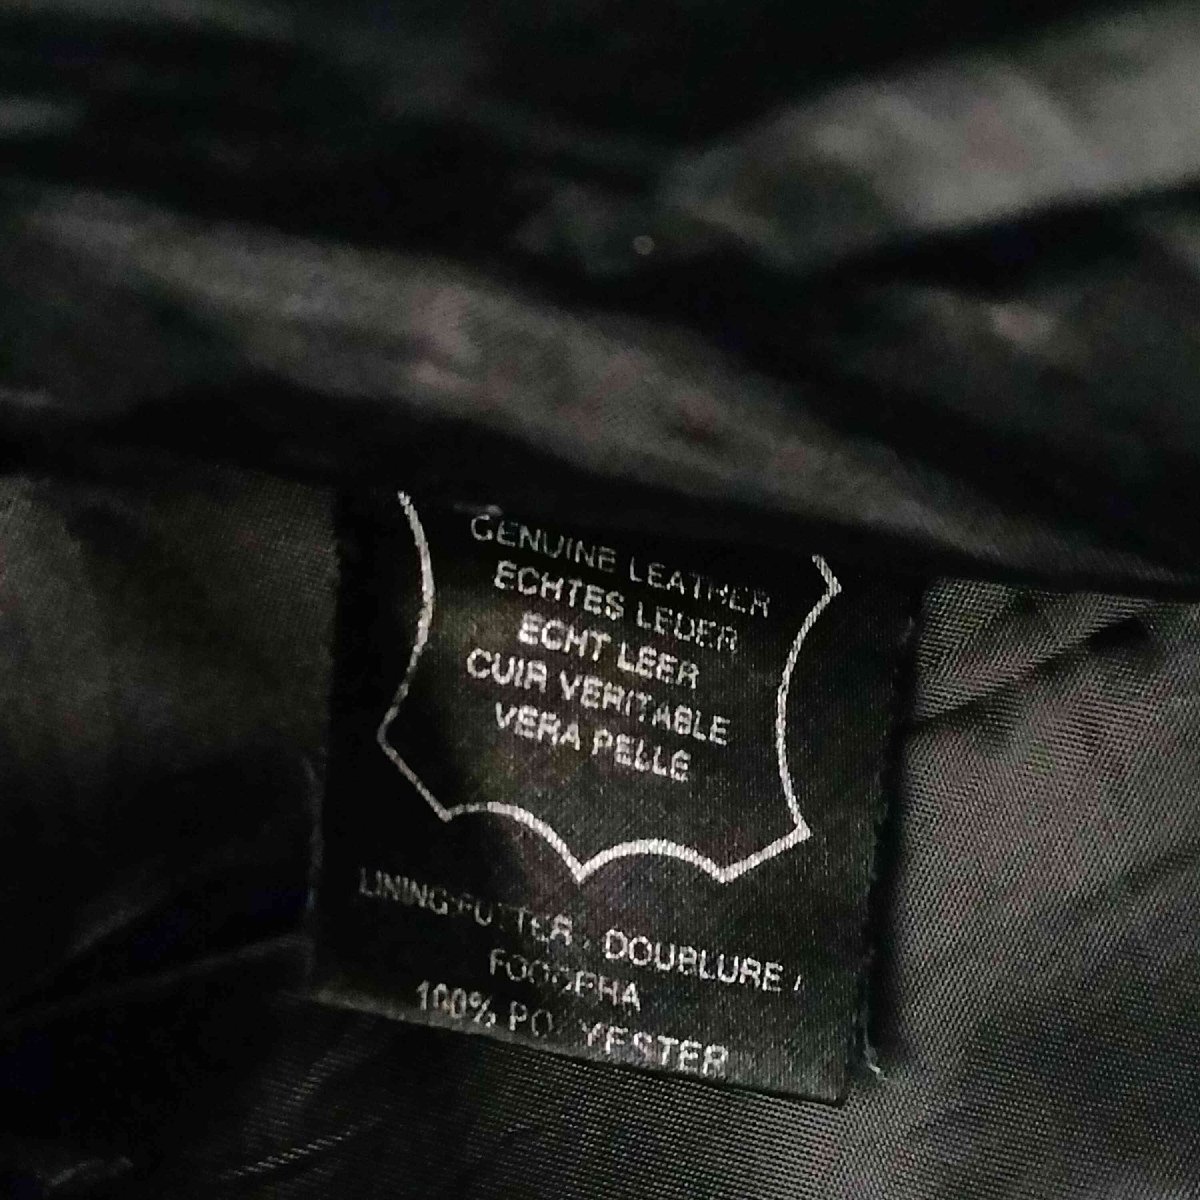 GENUINE LEATHER
ECHTES LEDER
ECHT LEER
CUIR VERITABLE
VERA PELLE
LINING/FUTTER / DOUBLURE /
100% POLYESTER